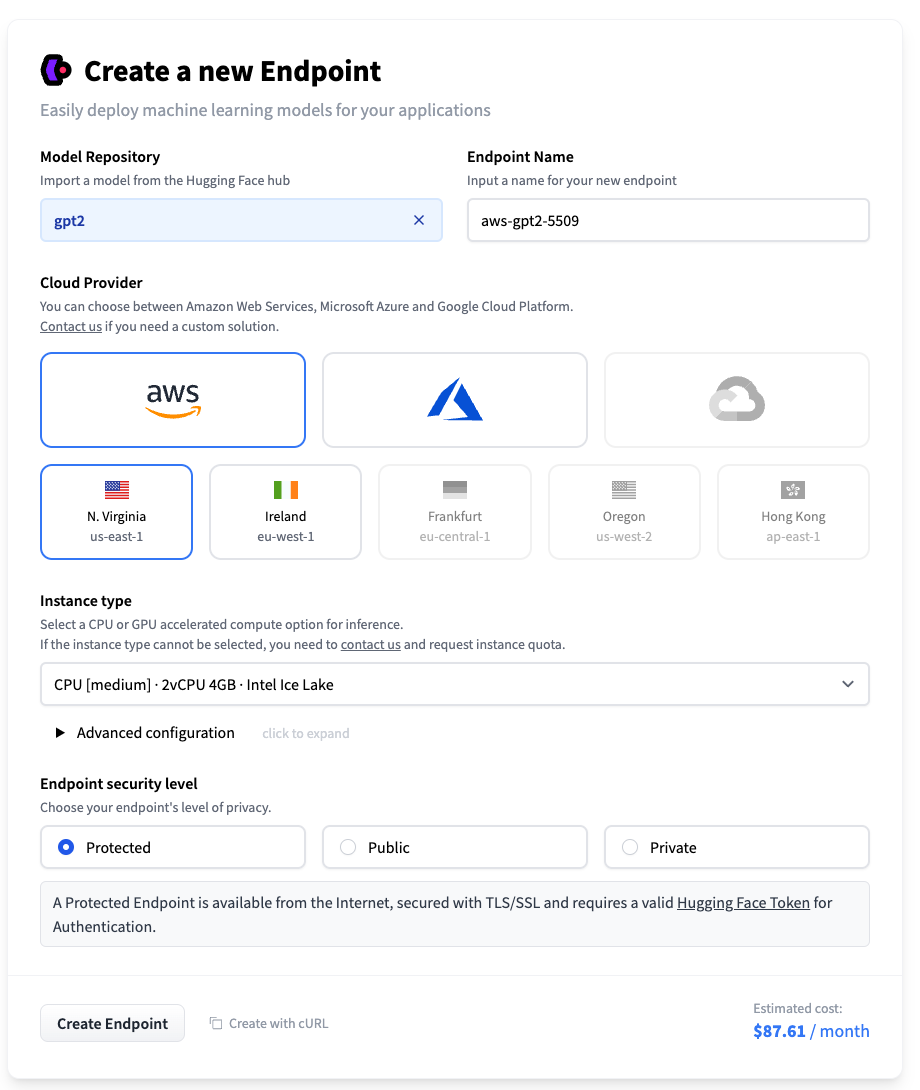 Create a new Endpoint
Easily deploy machine learning models for your applications
Model Repository
Import a model from the Hugging Face hub
gpt2
Endpoint Name
Input a name for your new endpoint
aws-gpt2-5509
Cloud Provider
You can choose between Amazon Web Services, Microsoft Azure and Google Cloud Platform.
Contact us if you need a custom solution.
aws
N. Virginia
us-east-1
Ireland
eu-west-1
Frankfurt
eu-central-1
Oregon
us-west-2
Hong Kong
ap-east-1
Instance type
Select a CPU or GPU accelerated compute option for inference.
If the instance type cannot be selected, you need to contact us and request instance quota.
CPU [medium] · 2vCPU 4GB · Intel Ice Lake
Advanced configuration click to expand
Endpoint security level
Choose your endpoint's level of privacy.
Protected
Public
Private
A Protected Endpoint is available from the Internet, secured with TLS/SSL and requires a valid Hugging Face Token for
Authentication.
Create Endpoint
Create with cURL
Estimated cost:
$87.61 / month